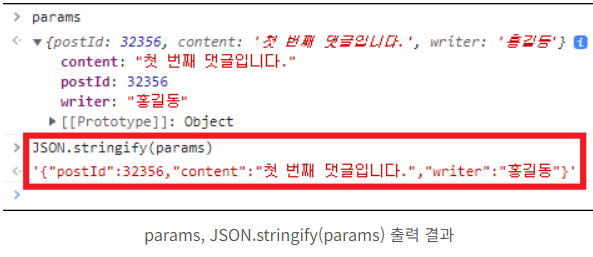 > params
<· ▼{postId: 32356, content: '첫 번째 댓글입니다.', writer: '홍길동'} i
content: "첫 번째 댓글입니다."
postId: 32356
writer: "홍길동"
▶[[Prototype]]: Object
> JSON.stringify(params)
<· '{"postId":32356,"content":"첫 번째 댓글입니다.","writer":"홍길동"}'
>
params, JSON.stringify(params) 출력 결과